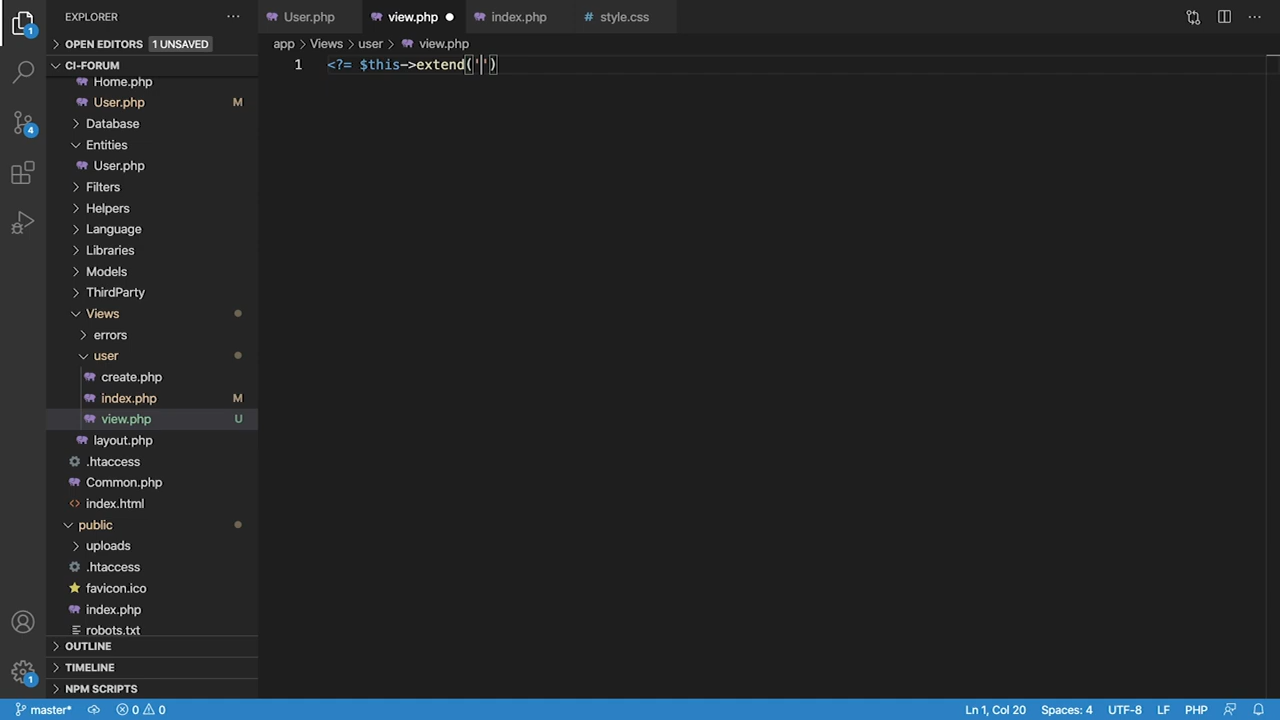 EXPLORER
User.php
view.php
index.php
# style.css
OPEN EDITORS 1 UNSAVED
app > Views > user > view.php
CI-FORUM
1 <?= $this->extend('')
Home.php
User.php M
Database
Entities
User.php
Filters
Helpers
Language
Libraries
Models
ThirdParty
Views
errors
user
create.php
index.php M
view.php U
layout.php
.htaccess
Common.php
index.html
public
uploads
.htaccess
favicon.ico
index.php
robots.txt
OUTLINE
TIMELINE
NPM SCRIPTS
1
4
1
master* 0 0 Ln 1, Col 20 Spaces: 4 UTF-8 LF PHP